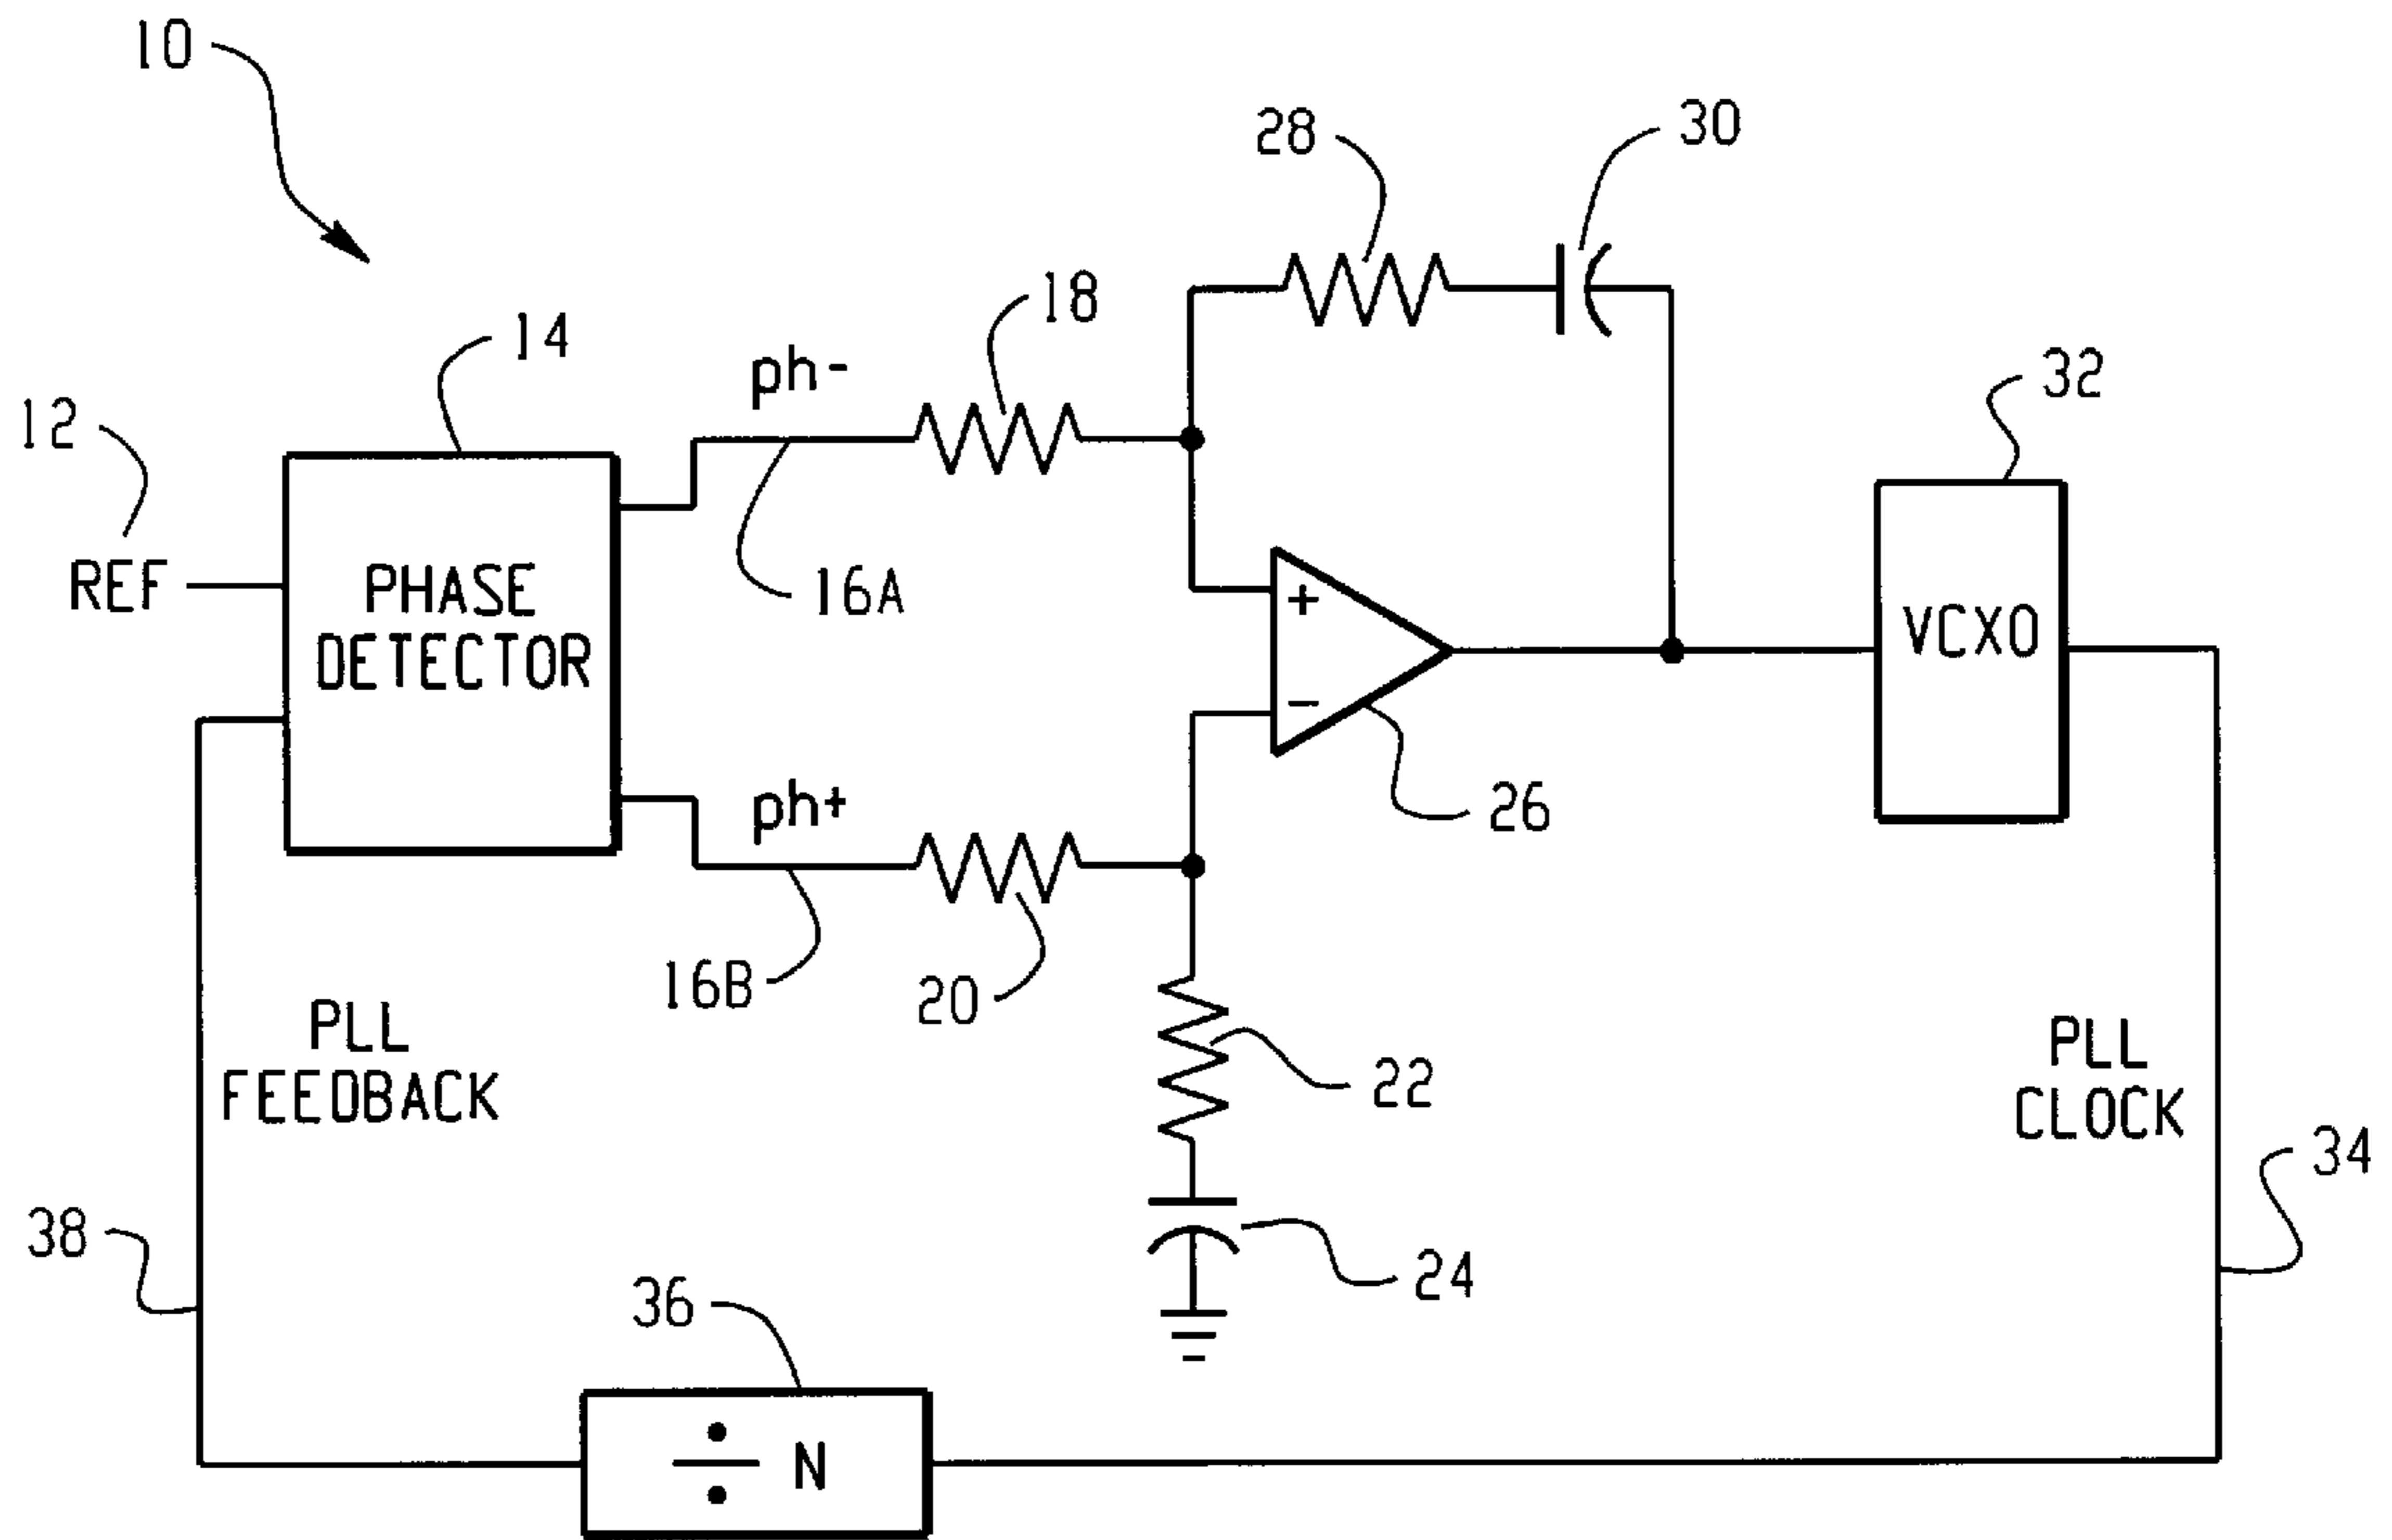 10
28
30
18
14
ph-
32
12
16A
REF
PHASE
DETECTOR
+
-
VCXO
ph+
26
16B
20
PLL
FEEDBACK
22
PLL
CLOCK
34
38
24
36
÷ N